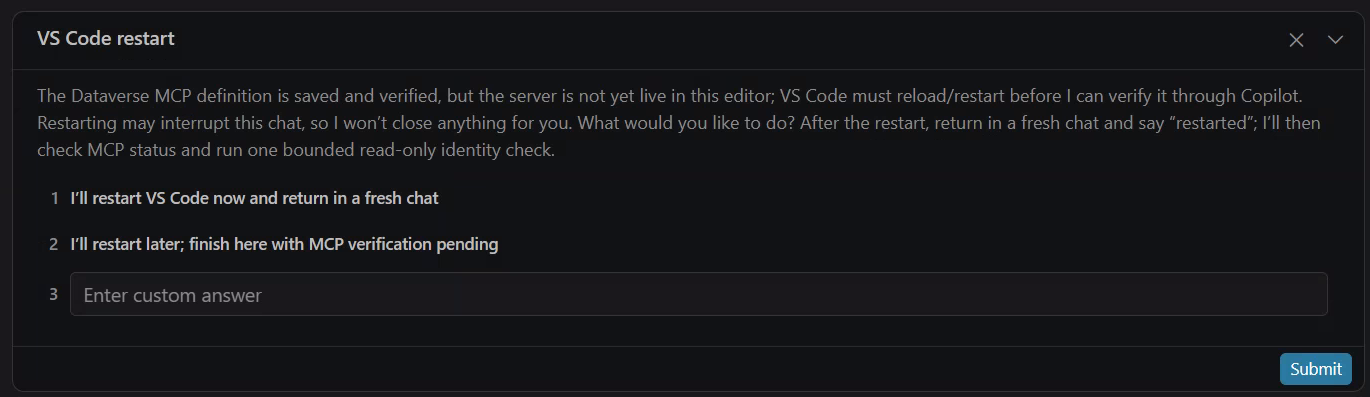 VS Code restart
The Dataverse MCP definition is saved and verified, but the server is not yet live in this editor; VS Code must reload/restart before I can verify it through Copilot.
Restarting may interrupt this chat, so I won’t close anything for you. What would you like to do? After the restart, return in a fresh chat and say “restarted”; I’ll then
check MCP status and run one bounded read-only identity check.
1 I’ll restart VS Code now and return in a fresh chat
2 I’ll restart later; finish here with MCP verification pending
3 Enter custom answer
Submit